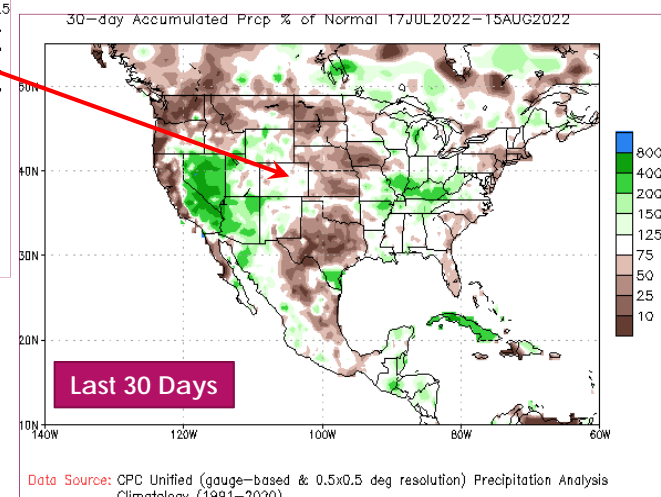 30-day Accumulated Prcp % of Normal 17JUL2022-15AUG2022
50N
40N
30N
20N
10N
140W
120W
100W
80W
60W
800
400
200
150
125
75
50
25
10
Last 30 Days
Data Source: CPC Unified (gauge-based & 0.5x0.5 deg resolution) Precipitation Analysis
Climatology (1991-2020)